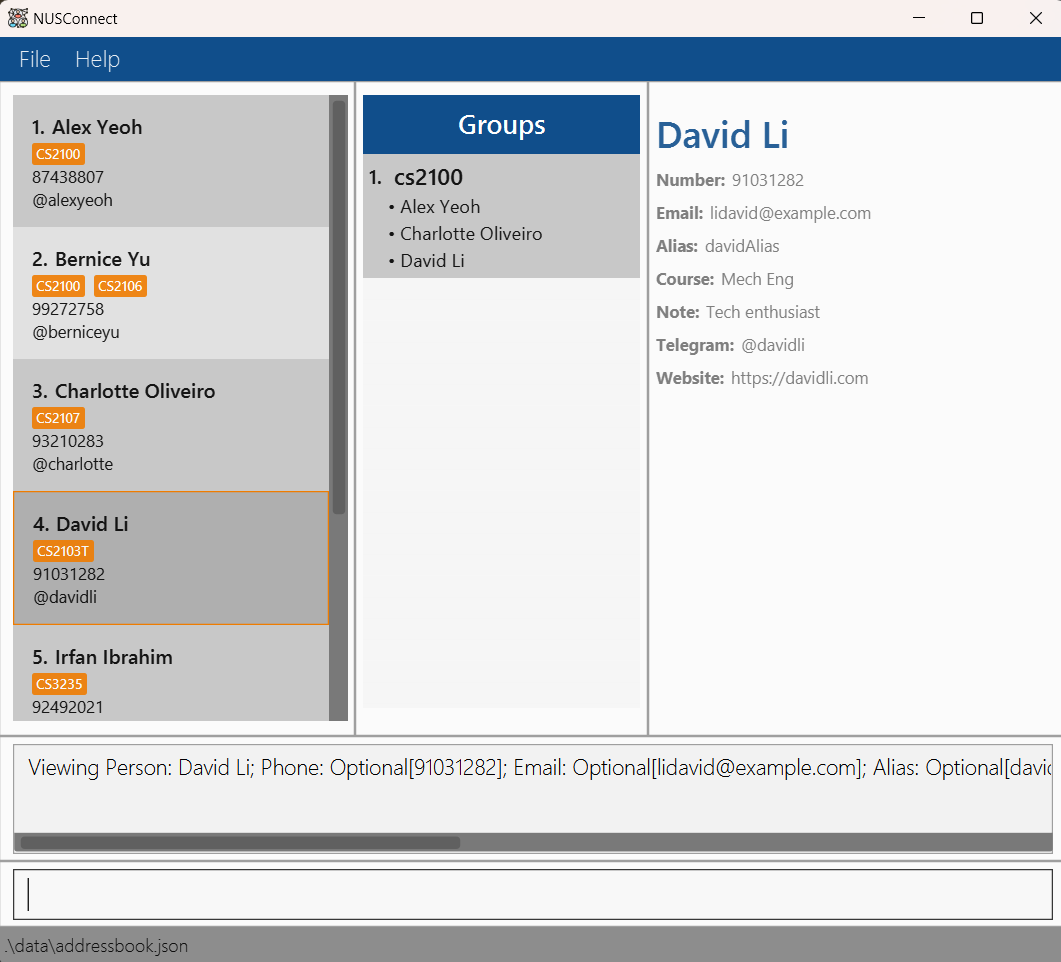 NUSConnect
File Help
1. Alex Yeoh
CS2100
87438807
@alexyeoh
2. Bernice Yu
CS2100 CS2106
99272758
@berniceyu
3. Charlotte Oliveiro
CS2107
93210283
@charlotte
4. David Li
CS2103T
91031282
@davidli
5. Irfan Ibrahim
CS3235
92492021
Groups
1. cs2100
• Alex Yeoh
• Charlotte Oliveiro
• David Li
David Li
Number: 91031282
Email: lidavid@example.com
Alias: davidAlias
Course: Mech Eng
Note: Tech enthusiast
Telegram: @davidli
Website: https://davidli.com
Viewing Person: David Li; Phone: Optional[91031282]; Email: Optional[lidavid@example.com]; Alias: Optional[davi
.\data\addressbook.json